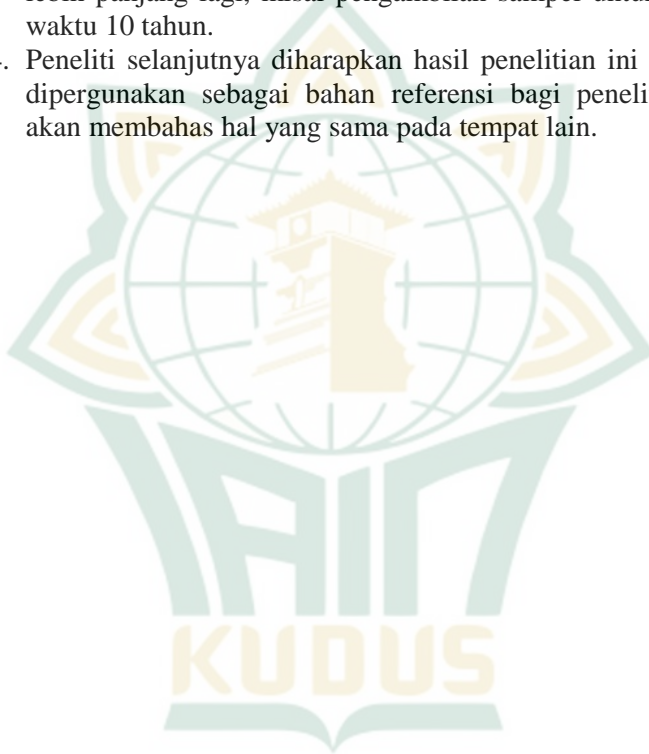 waktu 10 tahun.
. Peneliti selanjutnya diharapkan hasil penelitian ini
dipergunakan sebagai bahan referensi bagi peneli
akan membahas hal yang sama pada tempat lain.
IAIN
KUDUS